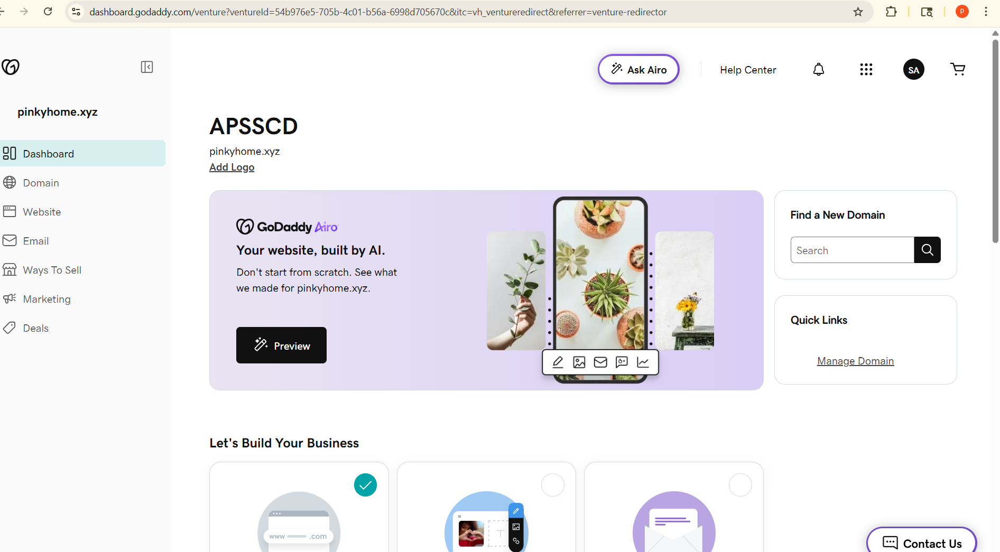 dashboard.godaddy.com/venture?ventureId=54b976e5-705b-4c01-b56a-6998d705670c&itc=vh_ventureredirect&referrer=venture-redirector
P
Ask Airo
Help Center
SA
pinkyhome.xyz
Dashboard
Domain
Website
Email
Ways To Sell
Marketing
Deals
APSSCD
pinkyhome.xyz
Add Logo
GoDaddy Airo
Your website, built by AI.
Don't start from scratch. See what
we made for pinkyhome.xyz.
Preview
Find a New Domain
Search
Quick Links
Manage Domain
Let's Build Your Business
www .com
T
Contact Us